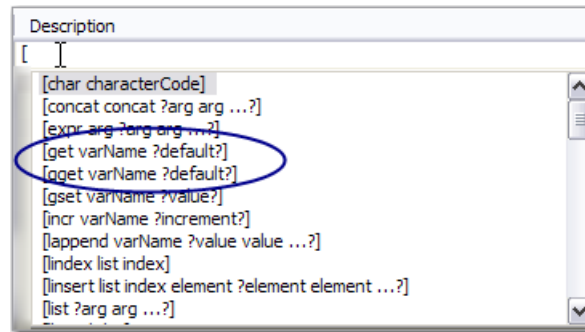 Description
[
[char characterCode]
[concat concat ?arg arg ...?]
[expr arg ?arg arg ...?]
[get varName ?default?]
[gget varName ?default?]
[gset varName ?value?]
[incr varName ?increment?]
[lappend varName ?value value ...?]
[lindex list index]
[linsert list index element ?element element ...?]
[list ?arg arg ...?]